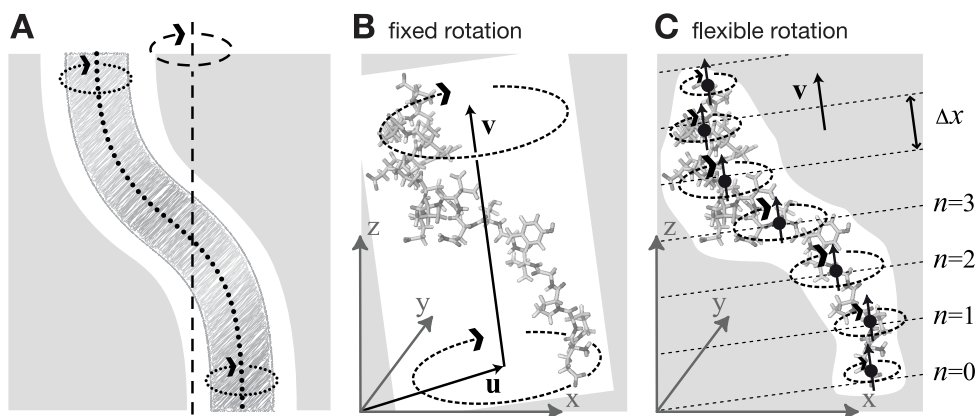 A
B fixed rotation
C flexible rotation
v
v
Δx
z
z
n=3
y
y
n=2
n=1
u
n=0
x
x